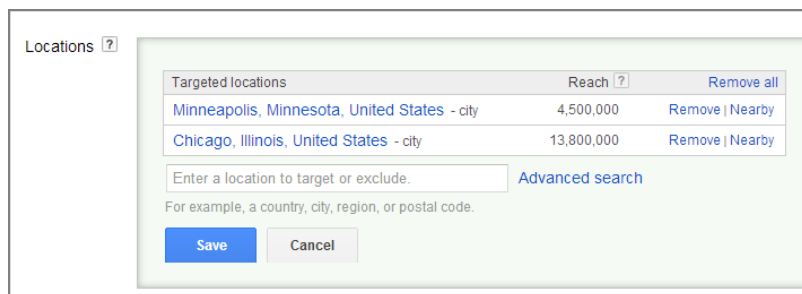 Locations ?
Targeted locations Reach ? Remove all
Minneapolis, Minnesota, United States - city 4,500,000 Remove | Nearby
Chicago, Illinois, United States - city 13,800,000 Remove | Nearby
Enter a location to target or exclude. Advanced search
For example, a country, city, region, or postal code.
Save Cancel